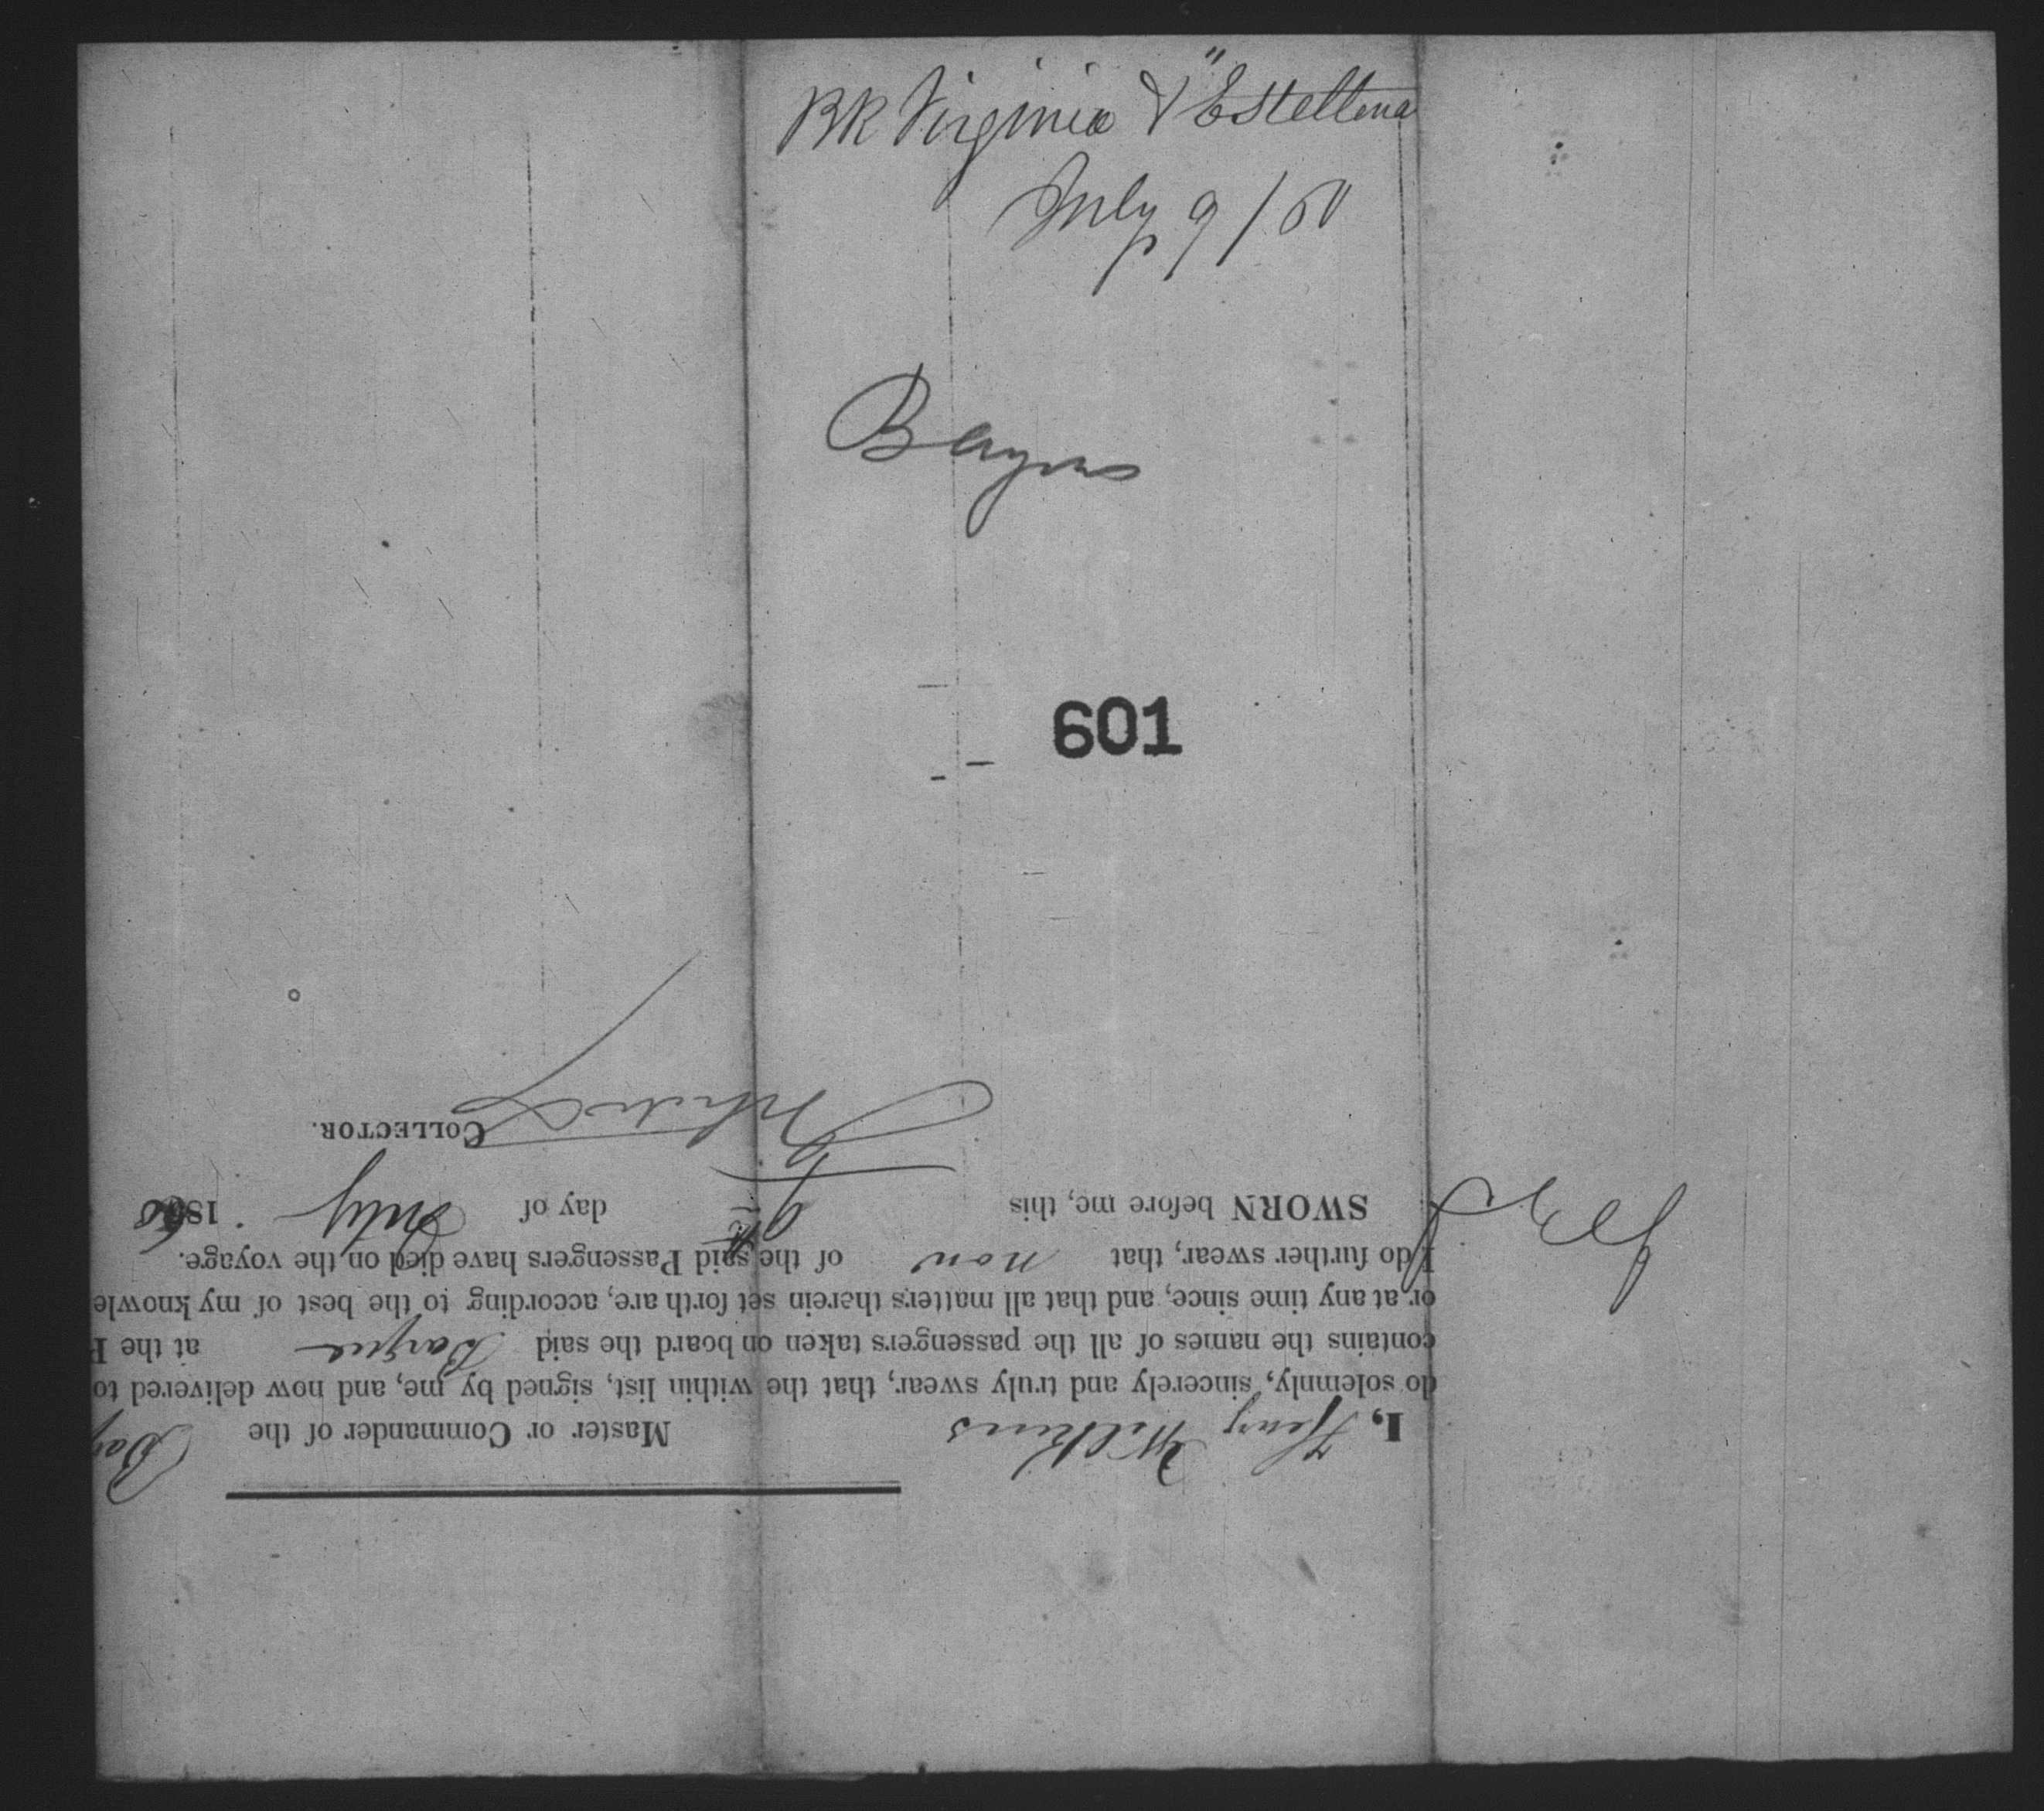 BK Virginia & "Estellena
July 9/60
601
I, Henry Wilkins Master or Commander of the Bar
do solemnly, sincerely and truly swear, that the within list, signed by me, and now delivered to
contains the names of all the passengers taken on board the said Barque at the P
or at any time since, and that all matters therein set forth are, according to the best of my knowle
I do further swear, that non of the said Passengers have died on the voyage.
SWORN before me, this 9th day of July 1860
COLLECTOR.